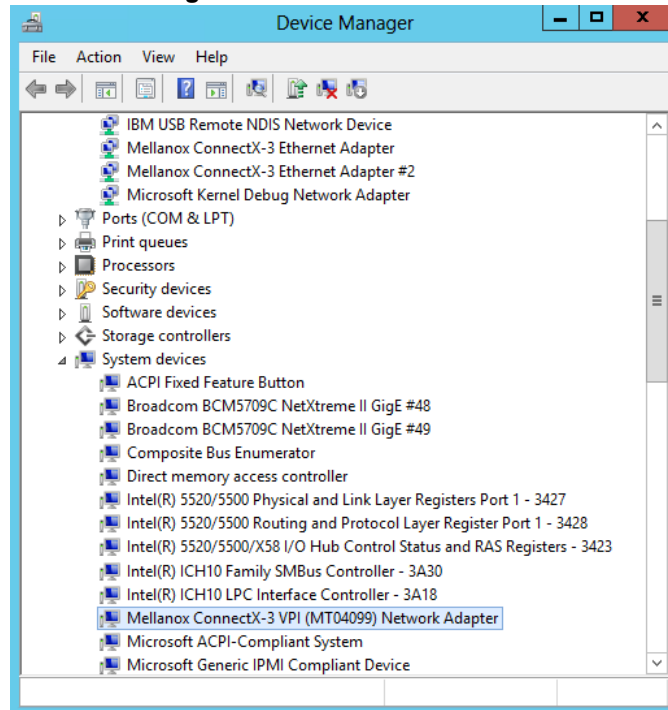 Device Manager
File Action View Help
IBM USB Remote NDIS Network Device
Mellanox ConnectX-3 Ethernet Adapter
Mellanox ConnectX-3 Ethernet Adapter #2
Microsoft Kernel Debug Network Adapter
Ports (COM & LPT)
Print queues
Processors
Security devices
Software devices
Storage controllers
System devices
ACPI Fixed Feature Button
Broadcom BCM5709C NetXtreme II GigE #48
Broadcom BCM5709C NetXtreme II GigE #49
Composite Bus Enumerator
Direct memory access controller
Intel(R) 5520/5500 Physical and Link Layer Registers Port 1 - 3427
Intel(R) 5520/5500 Routing and Protocol Layer Register Port 1 - 3428
Intel(R) 5520/5500/X58 I/O Hub Control Status and RAS Registers - 3423
Intel(R) ICH10 Family SMBus Controller - 3A30
Intel(R) ICH10 LPC Interface Controller - 3A18
Mellanox ConnectX-3 VPI (MT04099) Network Adapter
Microsoft ACPI-Compliant System
Microsoft Generic IPMI Compliant Device